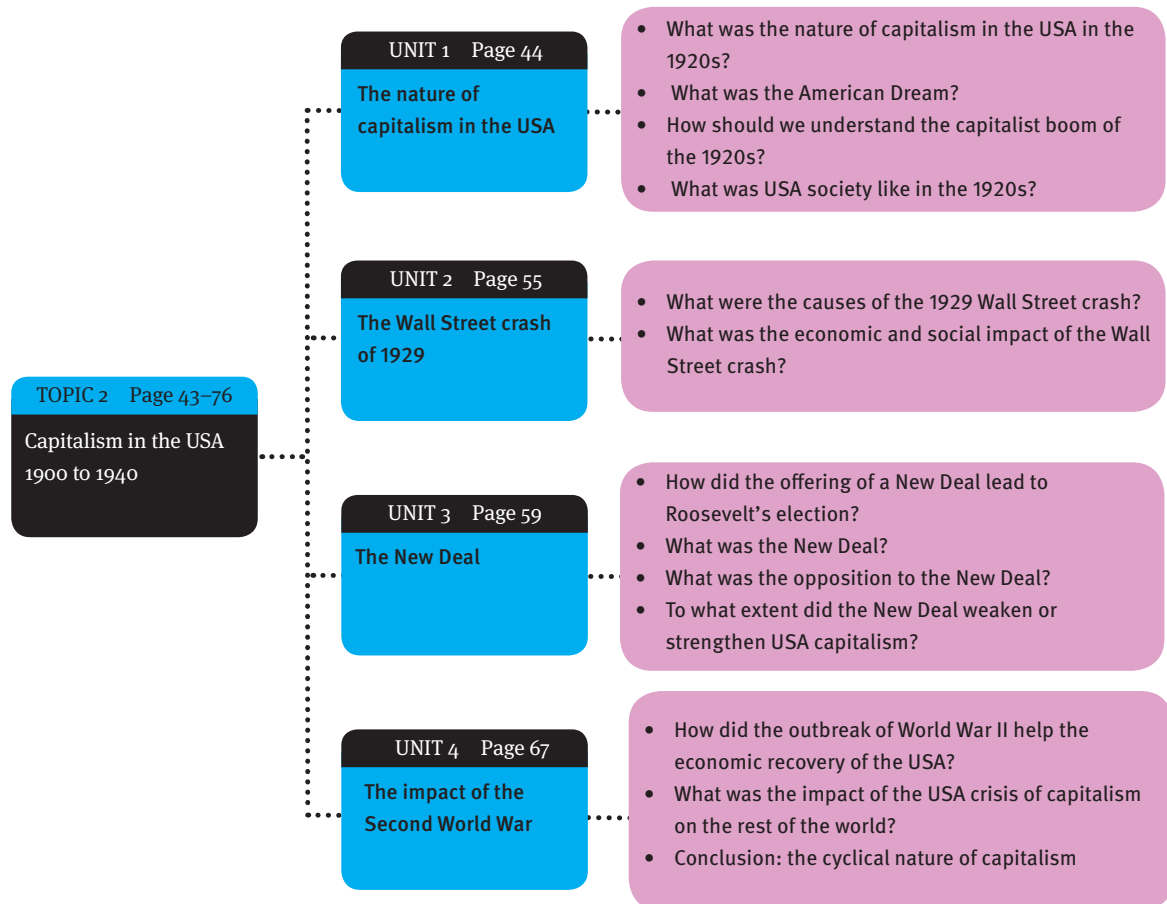 TOPIC 2 Page 43–76
Capitalism in the USA
1900 to 1940
UNIT 1 Page 44
The nature of
capitalism in the USA
• What was the nature of capitalism in the USA in the
1920s?
• What was the American Dream?
• How should we understand the capitalist boom of
the 1920s?
• What was USA society like in the 1920s?
UNIT 2 Page 55
The Wall Street crash
of 1929
• What were the causes of the 1929 Wall Street crash?
• What was the economic and social impact of the Wall
Street crash?
UNIT 3 Page 59
The New Deal
• How did the offering of a New Deal lead to
Roosevelt’s election?
• What was the New Deal?
• What was the opposition to the New Deal?
• To what extent did the New Deal weaken or
strengthen USA capitalism?
UNIT 4 Page 67
The impact of the
Second World War
• How did the outbreak of World War II help the
economic recovery of the USA?
• What was the impact of the USA crisis of capitalism
on the rest of the world?
• Conclusion: the cyclical nature of capitalism